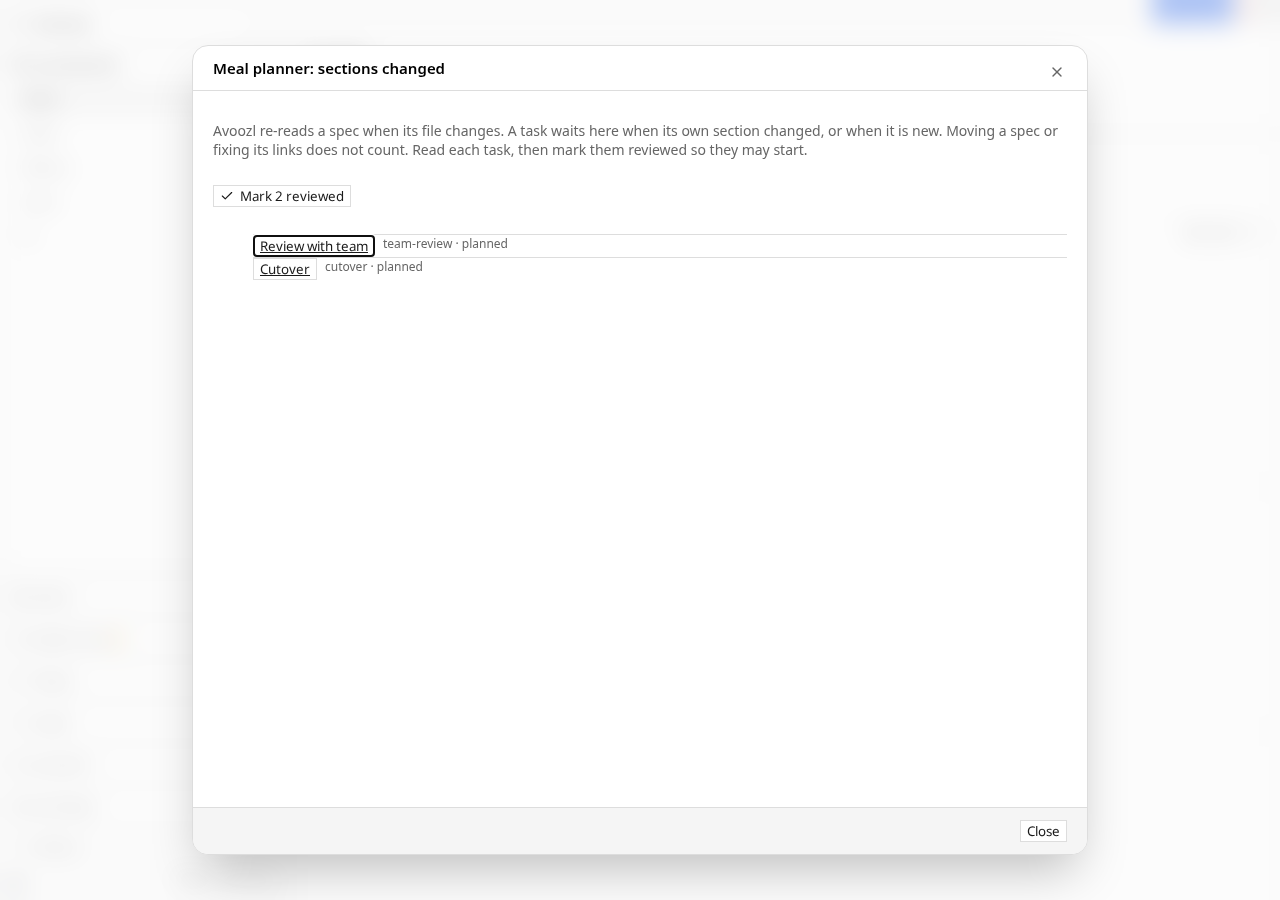 Meal planner: sections changed
Avoozl re-reads a spec when its file changes. A task waits here when its own section changed, or when it is new. Moving a spec or
fixing its links does not count. Read each task, then mark them reviewed so they may start.
Mark 2 reviewed
Review with team team-review · planned
Cutover cutover · planned
Close